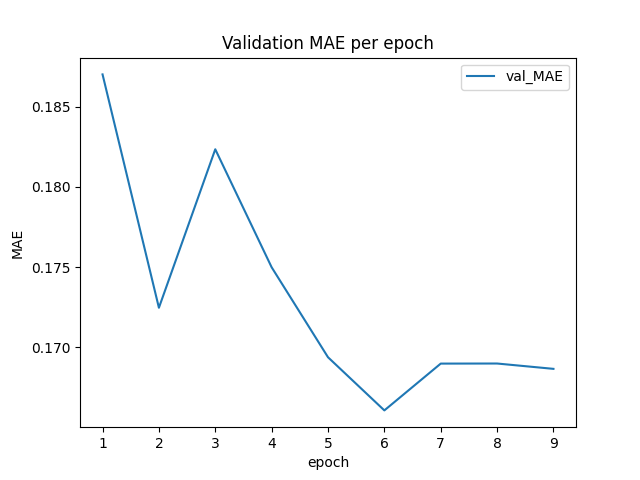 Validation MAE per epoch
val_MAE
MAE
0.185
0.180
0.175
0.170
1 2 3 4 5 6 7 8 9
epoch